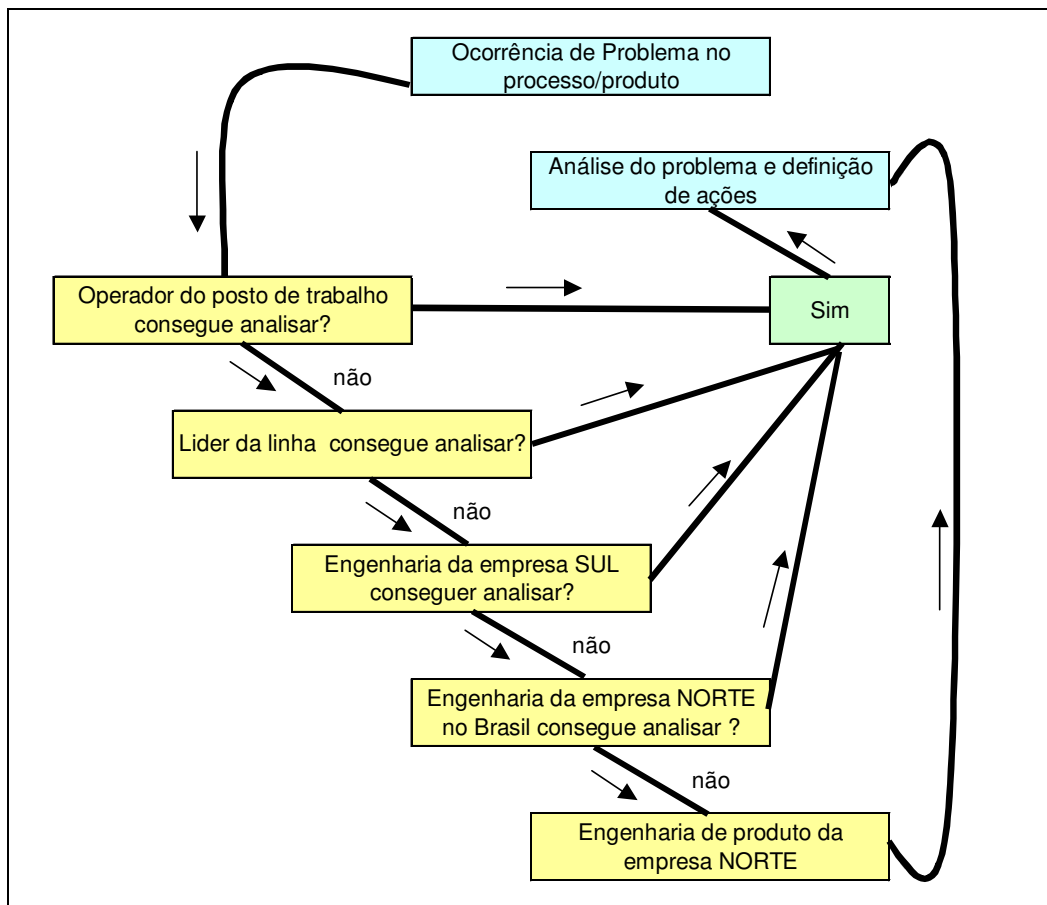 Ocorrência de Problema no
processo/produto
Análise do problema e definição
de ações
Operador do posto de trabalho
consegue analisar?
Sim
não
Lider da linha consegue analisar?
não
Engenharia da empresa SUL
conseguer analisar?
não
Engenharia da empresa NORTE
no Brasil consegue analisar ?
não
Engenharia de produto da
empresa NORTE